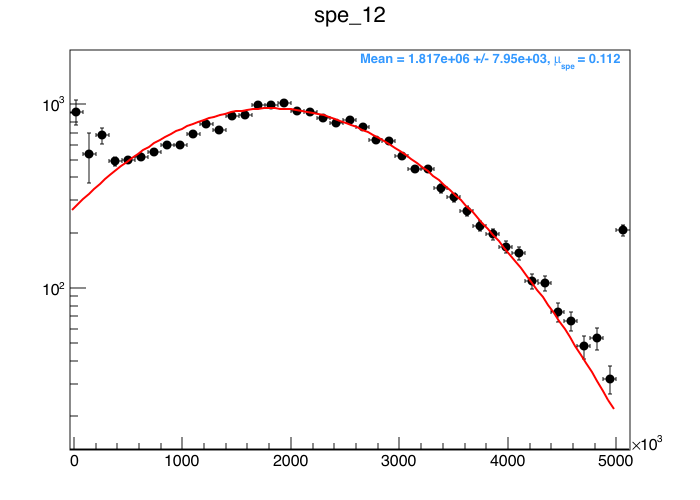 spe_12
Mean = 1.817e+06 +/- 7.95e+03, μspe = 0.112
10³
10²
0 1000 2000 3000 4000 5000 ×10³